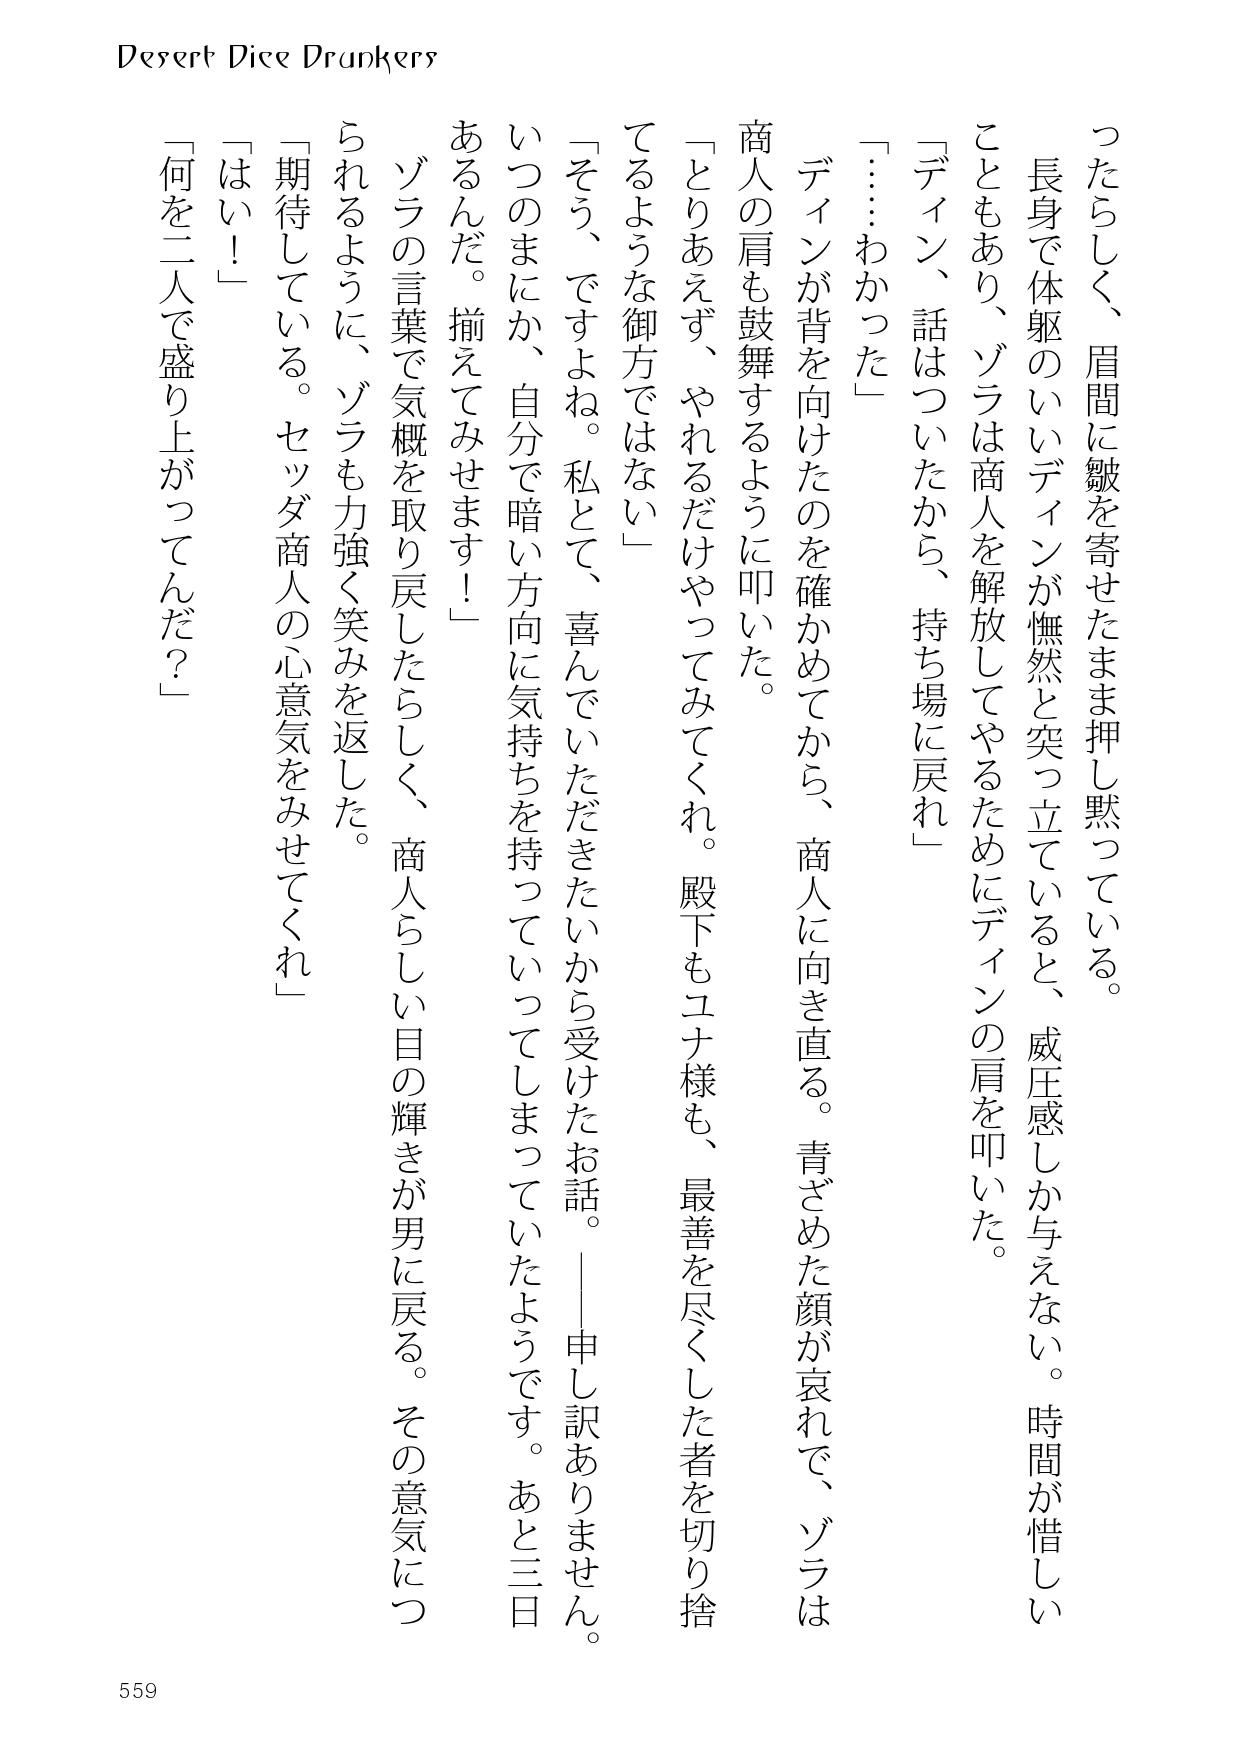 Desert Dice Drunkers
ったらしく、眉間に皺を寄せたまま押し黙っている。
　長身で体躯のいいディンが憮然と突っ立ていると、威圧感しか与えない。時間が惜しい
こともあり、ゾラは商人を解放してやるためにディンの肩を叩いた。
「ディン、話はついたから、持ち場に戻れ」
「……わかった」
　ディンが背を向けたのを確かめてから、商人に向き直る。青ざめた顔が哀れで、ゾラは
商人の肩も鼓舞するように叩いた。
「とりあえず、やれるだけやってみてくれ。殿下もユナ様も、最善を尽くした者を切り捨
てるような御方ではない」
「そう、ですよね。私とて、喜んでいただきたいから受けたお話。――申し訳ありません。
いつのまにか、自分で暗い方向に気持ちを持っていってしまっていたようです。あと三日
あるんだ。揃えてみせます！」
　ゾラの言葉で気概を取り戻したらしく、商人らしい目の輝きが男に戻る。その意気につ
られるように、ゾラも力強く笑みを返した。
「期待している。セッダ商人の心意気をみせてくれ」
「はい！」
「何を二人で盛り上がってんだ？」
559